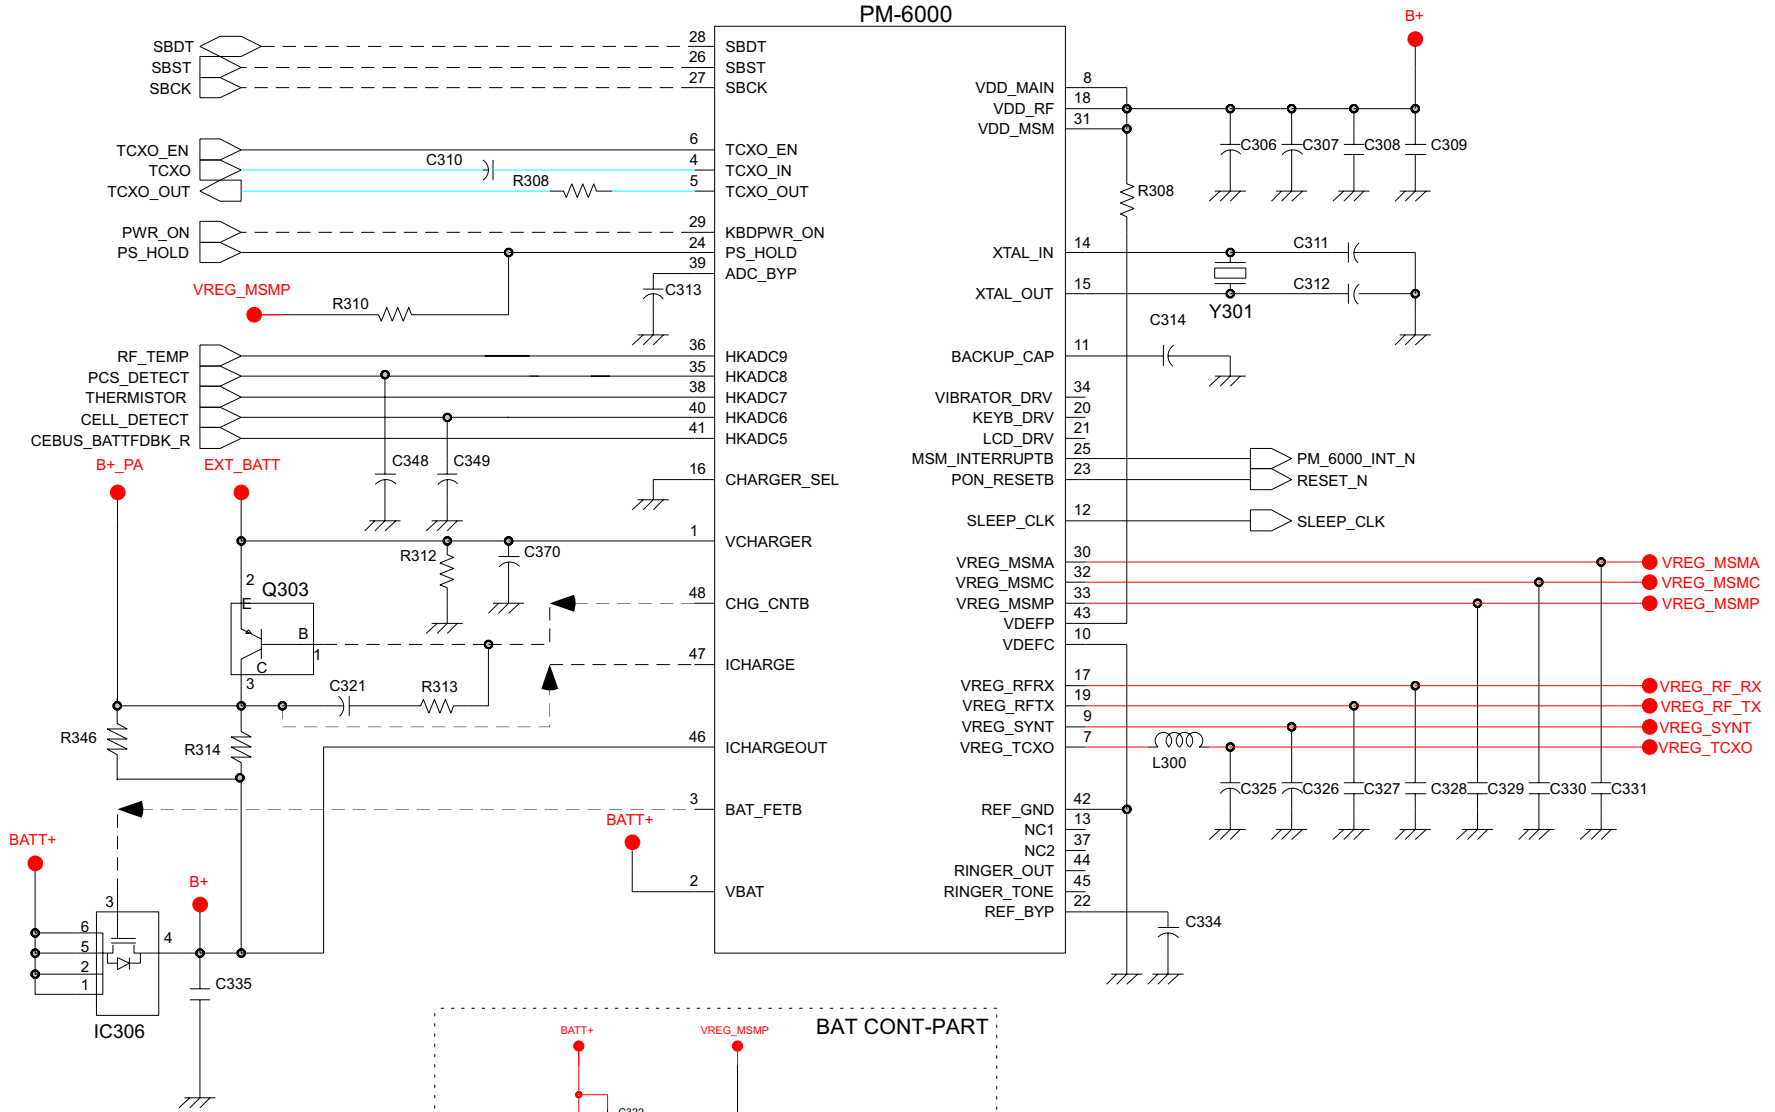 PM-6000
B+
SBDT 28 SBDT
SBST 26 SBST
SBCK 27 SBCK
TCXO_EN 6 TCXO_EN
TCXO C310 4 TCXO_IN
TCXO_OUT R308 5 TCXO_OUT
PWR_ON 29 KBDPWR_ON
PS_HOLD 24 PS_HOLD
39 ADC_BYP
C313
VREG_MSMP
R310
RF_TEMP 36 HKADC9
PCS_DETECT 35 HKADC8
THERMISTOR 38 HKADC7
CELL_DETECT 40 HKADC6
CEBUS_BATTFDBK_R 41 HKADC5
B+_PA
EXT_BATT
C348
C349
16 CHARGER_SEL
1 VCHARGER
R312
C370
2
Q303
E
B
1
C
3
48 CHG_CNTB
47 ICHARGE
C321
R313
R346
R314
46 ICHARGEOUT
3 BAT_FETB
BATT+
2 VBAT
BATT+
B+
3
6
5
2
1
4
C335
IC306
VDD_MAIN 8
VDD_RF 18
VDD_MSM 31
C306
C307
C308
C309
R308
XTAL_IN 14
C311
XTAL_OUT 15
C312
Y301
C314
BACKUP_CAP 11
VIBRATOR_DRV 34
KEYB_DRV 20
LCD_DRV 21
MSM_INTERRUPTB 25 PM_6000_INT_N
PON_RESETB 23 RESET_N
SLEEP_CLK 12 SLEEP_CLK
VREG_MSMA 30 VREG_MSMA
VREG_MSMC 32 VREG_MSMC
VREG_MSMP 33 VREG_MSMP
VDEFP 43
VDEFC 10
VREG_RFRX 17 VREG_RF_RX
VREG_RFTX 19 VREG_RF_TX
VREG_SYNT 9 VREG_SYNT
VREG_TCXO 7 VREG_TCXO
L300
C325
C326
C327
C328
C329
C330
C331
REF_GND 42
NC1 13
NC2 37
RINGER_OUT 44
RINGER_TONE 45
REF_BYP 22
C334
BAT CONT-PART
BATT+
VREG_MSMP